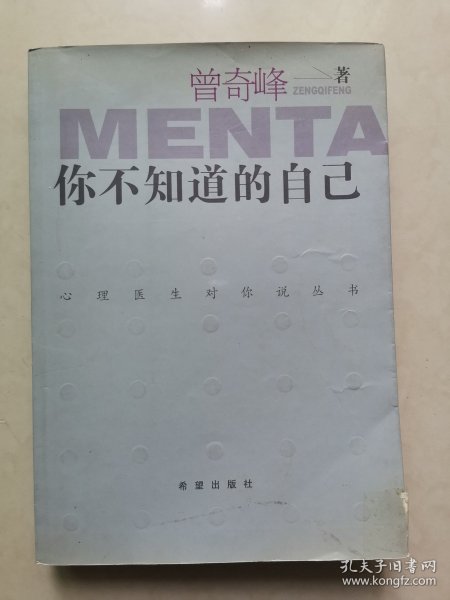 曾奇峰 著
ZENGQIFENG
MENTA
你不知道的自己
心理医生对你说丛书
希望出版社
孔夫子旧书网
www.kongfz.com